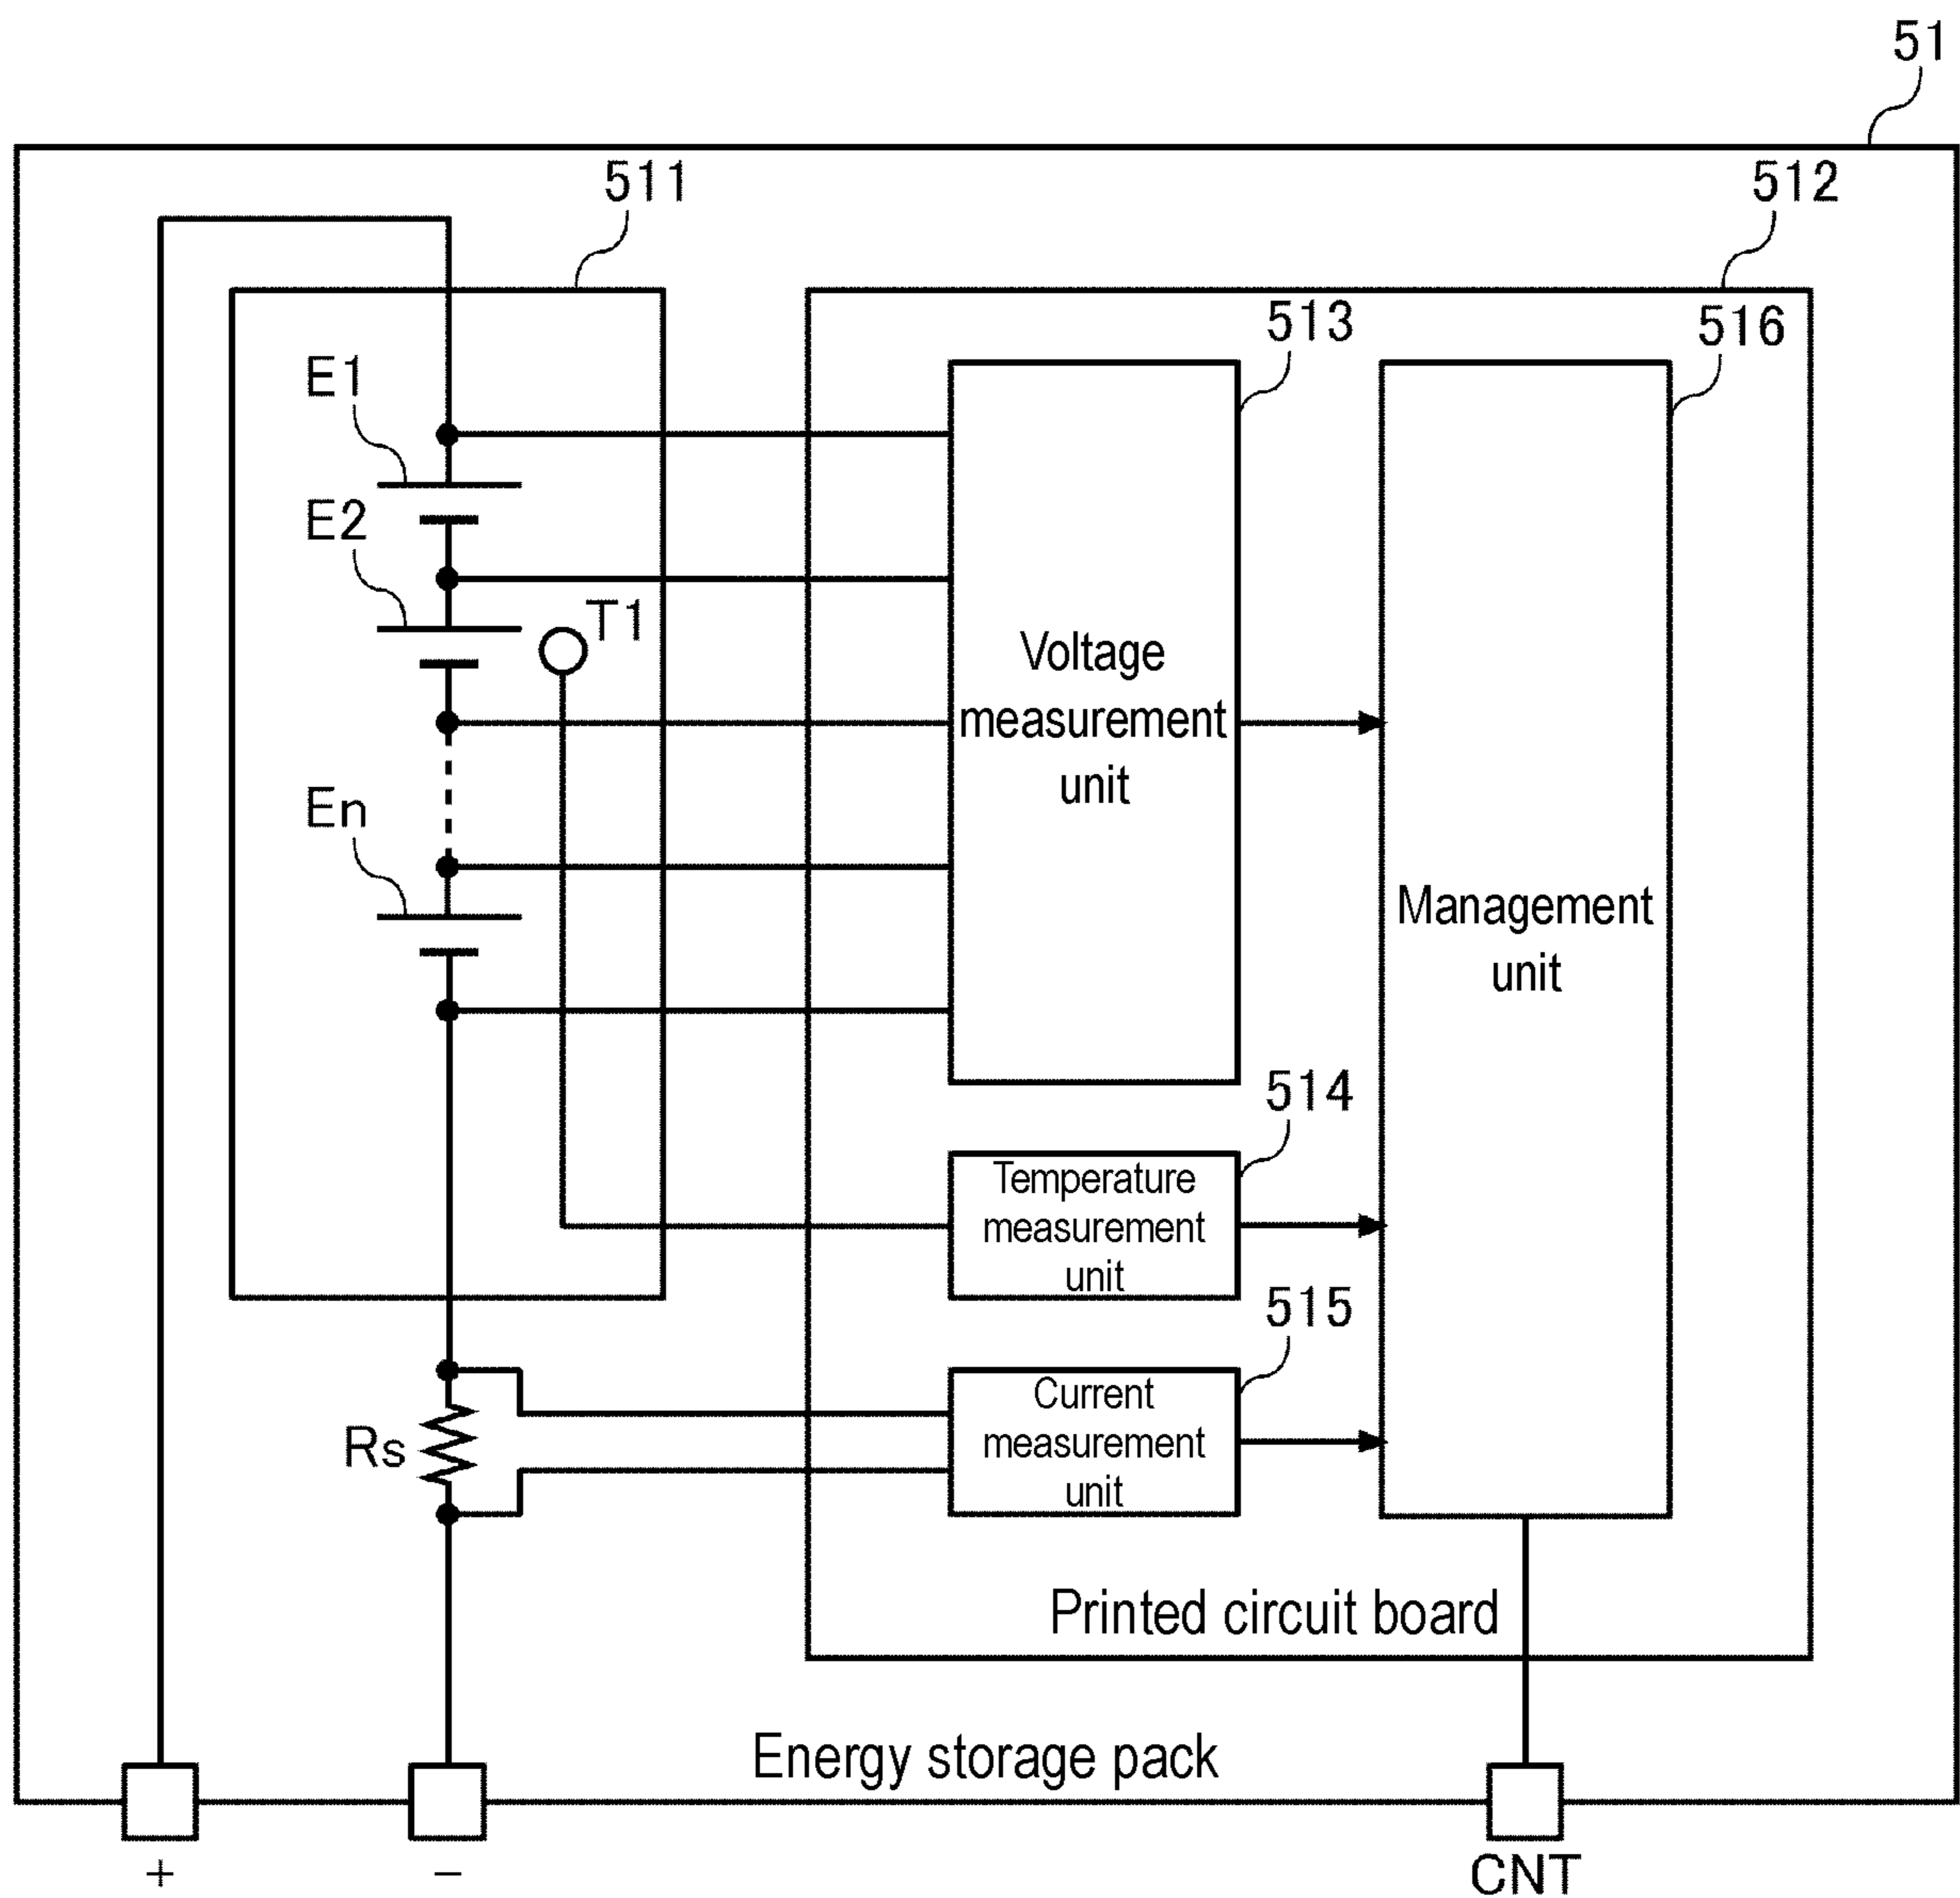 51
511
512
513
516
E1
E2
T1
Voltage
measurement
unit
En
Management
unit
514
Temperature
measurement
unit
515
Current
measurement
unit
Rs
Printed circuit board
Energy storage pack
+
−
CNT